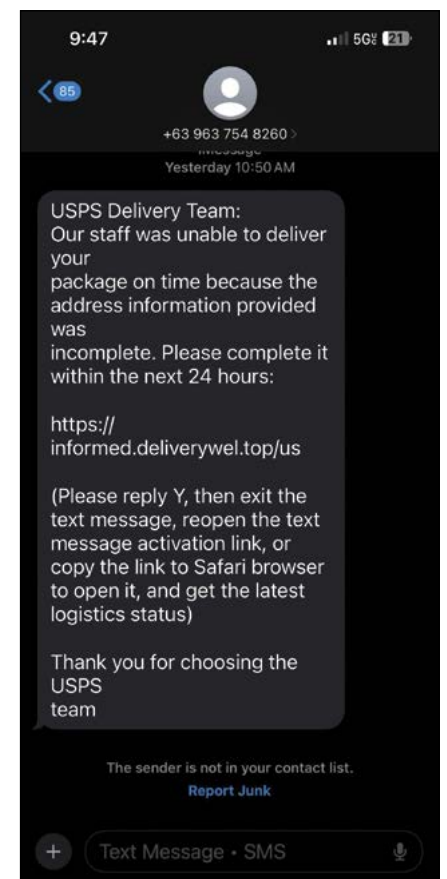 9:47
5G 21
85
+63 963 754 8260 >
iMessage
Yesterday 10:50 AM
USPS Delivery Team:
Our staff was unable to deliver
your
package on time because the
address information provided
was
incomplete. Please complete it
within the next 24 hours:
https://
informed.deliverywel.top/us
(Please reply Y, then exit the
text message, reopen the text
message activation link, or
copy the link to Safari browser
to open it, and get the latest
logistics status)
Thank you for choosing the
USPS
team
The sender is not in your contact list.
Report Junk
Text Message • SMS